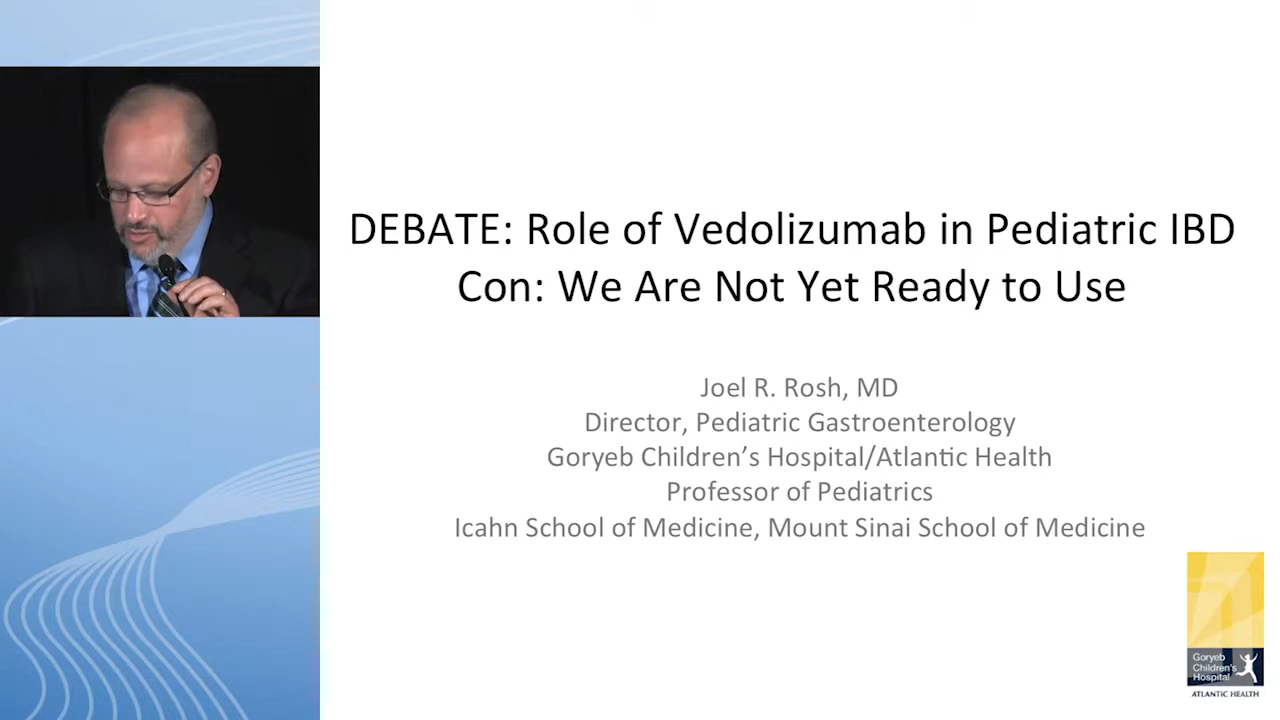 DEBATE: Role of Vedolizumab in Pediatric IBD
Con: We Are Not Yet Ready to Use
Joel R. Rosh, MD
Director, Pediatric Gastroenterology
Goryeb Children’s Hospital/Atlantic Health
Professor of Pediatrics
Icahn School of Medicine, Mount Sinai School of Medicine
Goryeb
Children's
Hospital
ATLANTIC HEALTH